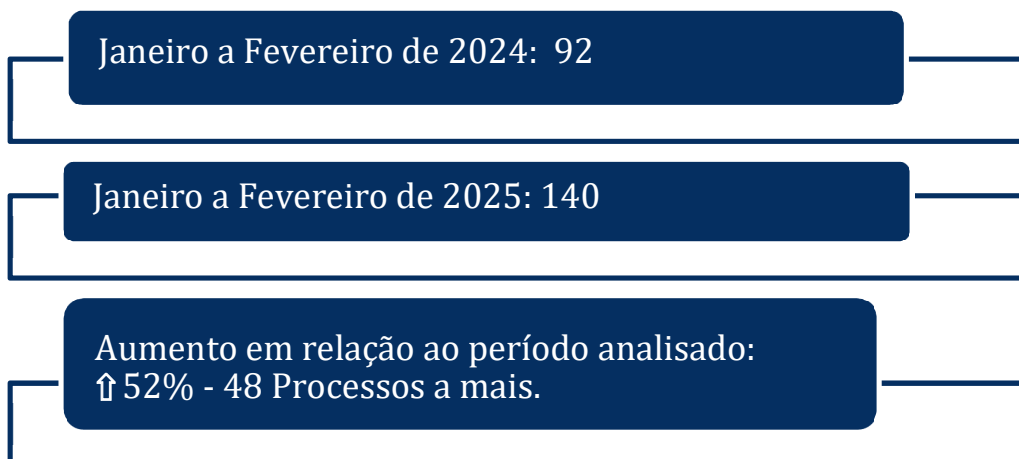 Janeiro a Fevereiro de 2024:  92
Janeiro a Fevereiro de 2025: 140
Aumento em relação ao período analisado:
⇧52% - 48 Processos a mais.